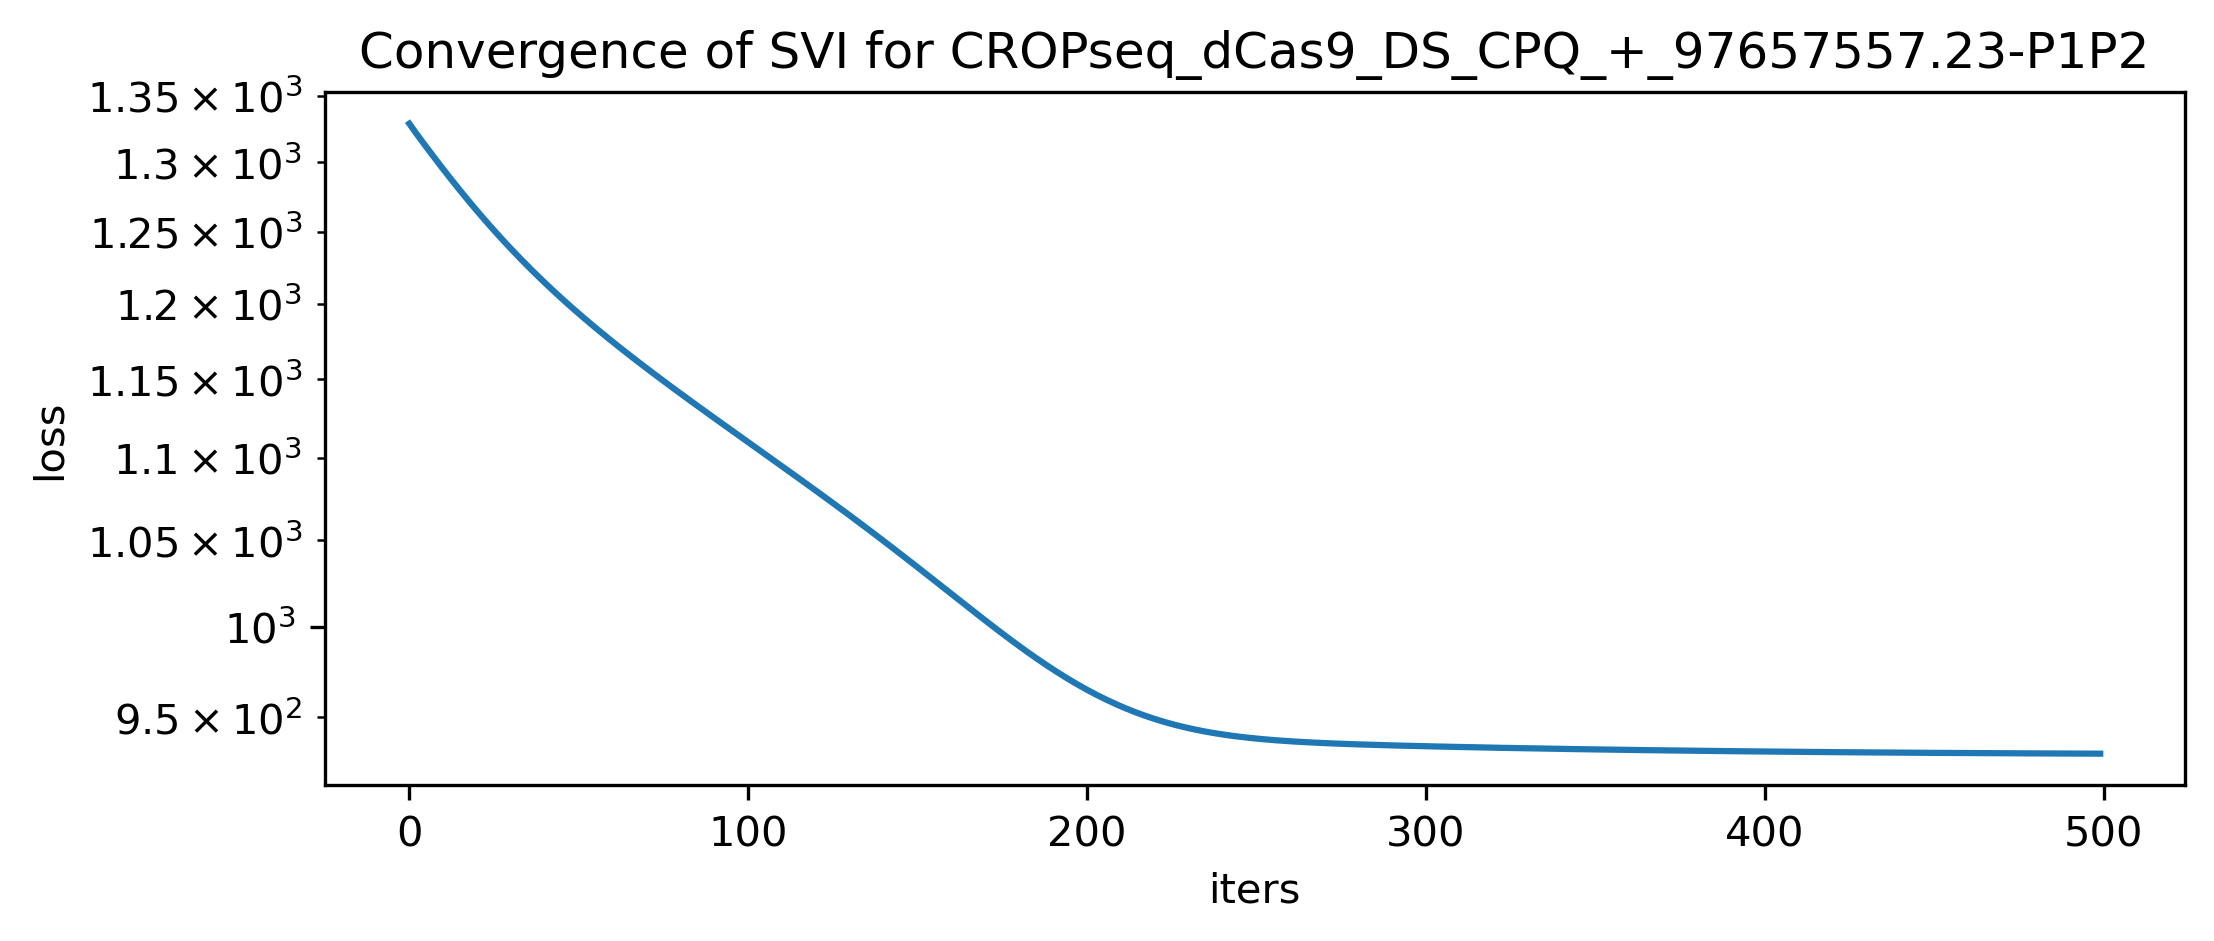 Convergence of SVI for CROPseq_dCas9_DS_CPQ_+_97657557.23-P1P2
1.35 × 10³
1.3 × 10³
1.25 × 10³
1.2 × 10³
1.15 × 10³
1.1 × 10³
1.05 × 10³
10³
9.5 × 10²
loss
0 100 200 300 400 500
iters